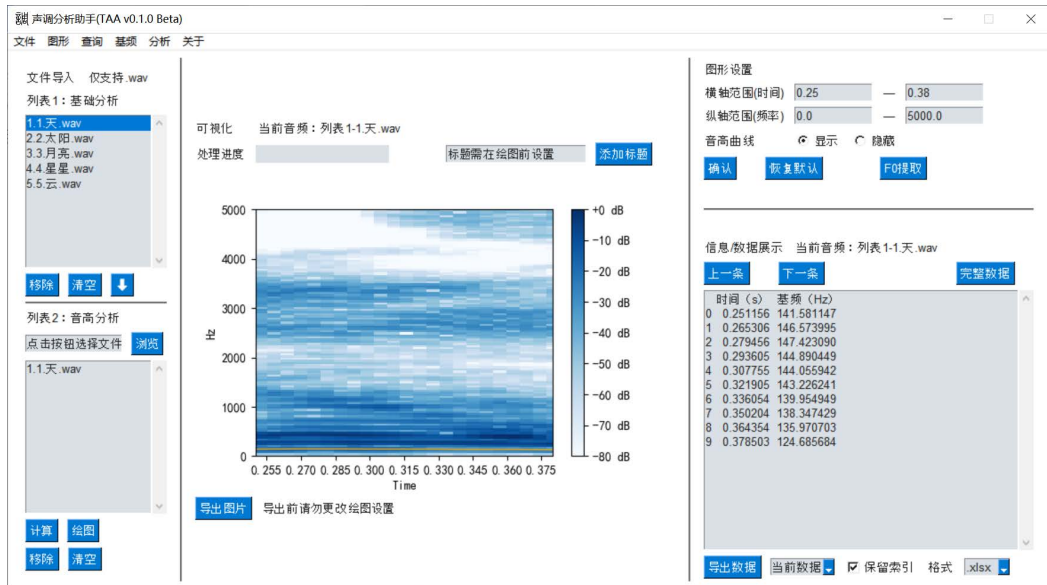 声调分析助手(TAA v0.1.0 Beta)
文件 图形 查询 基频 分析 关于
文件导入 仅支持.wav
列表1：基础分析
1.1.天.wav
2.2.太阳.wav
3.3.月亮.wav
4.4.星星.wav
5.5.云.wav
移除 清空
列表2：音高分析
点击按钮选择文件 浏览
1.1.天.wav
计算 绘图
移除 清空
可视化 当前音频：列表1-1.天.wav
处理进度 标题需在绘图前设置 添加标题
5000
4000
3000
2000
1000
0
Hz
0.255 0.270 0.285 0.300 0.315 0.330 0.345 0.360 0.375
Time
+0 dB
-10 dB
-20 dB
-30 dB
-40 dB
-50 dB
-60 dB
-70 dB
-80 dB
导出图片 导出前请勿更改绘图设置
图形设置
横轴范围(时间) 0.25 — 0.38
纵轴范围(频率) 0.0 — 5000.0
音高曲线 显示 隐藏
确认 恢复默认 F0提取
信息/数据展示 当前音频：列表1-1.天.wav
上一条 下一条 完整数据
时间（s） 基频（Hz）
0 0.251156 141.581147
1 0.265306 146.573995
2 0.279456 147.423090
3 0.293605 144.890449
4 0.307755 144.055942
5 0.321905 143.226241
6 0.336054 139.954949
7 0.350204 138.347429
8 0.364354 135.970703
9 0.378503 124.685684
导出数据 当前数据 保留索引 格式 .xlsx